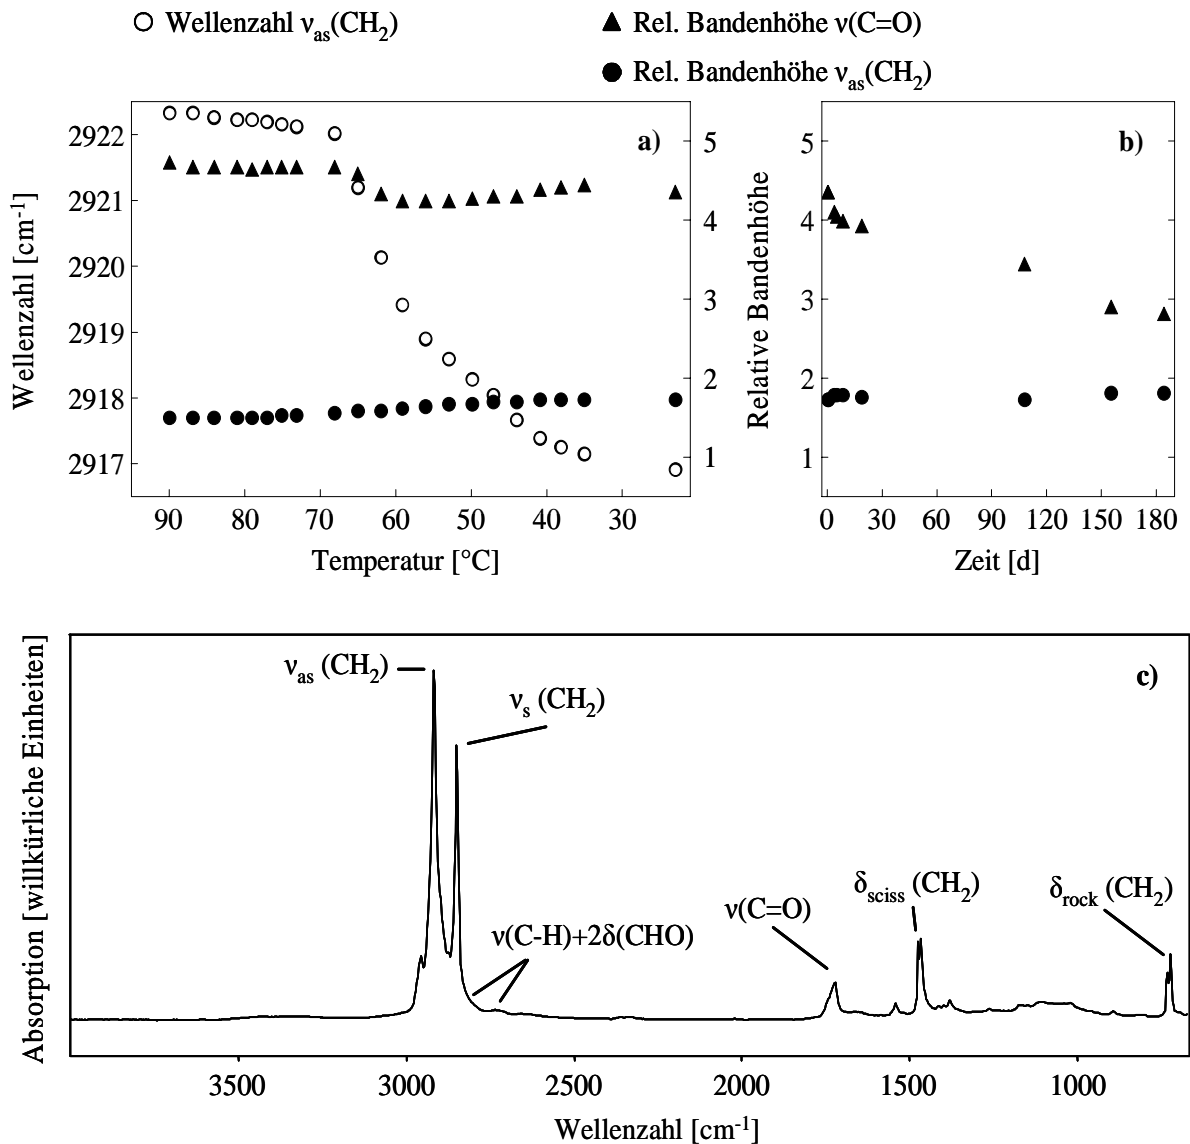 ○ Wellenzahl νas(CH2)
▲ Rel. Bandenhöhe ν(C=O)
● Rel. Bandenhöhe νas(CH2)
a)
2922
2921
2920
2919
2918
2917
Wellenzahl [cm-1]
5
4
3
2
1
90 80 70 60 50 40 30
Temperatur [°C]
Relative Bandenhöhe
b)
5
4
3
2
1
0 30 60 90 120 150 180
Zeit [d]
c)
Absorption [willkürliche Einheiten]
νas (CH2)
νs (CH2)
ν(C-H)+2δ(CHO)
ν(C=O)
δsciss (CH2)
δrock (CH2)
3500 3000 2500 2000 1500 1000
Wellenzahl [cm-1]